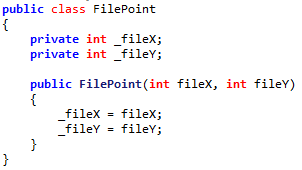 public class FilePoint
{
    private int _fileX;
    private int _fileY;

    public FilePoint(int fileX, int fileY)
    {
        _fileX = fileX;
        _fileY = fileY;
    }
}